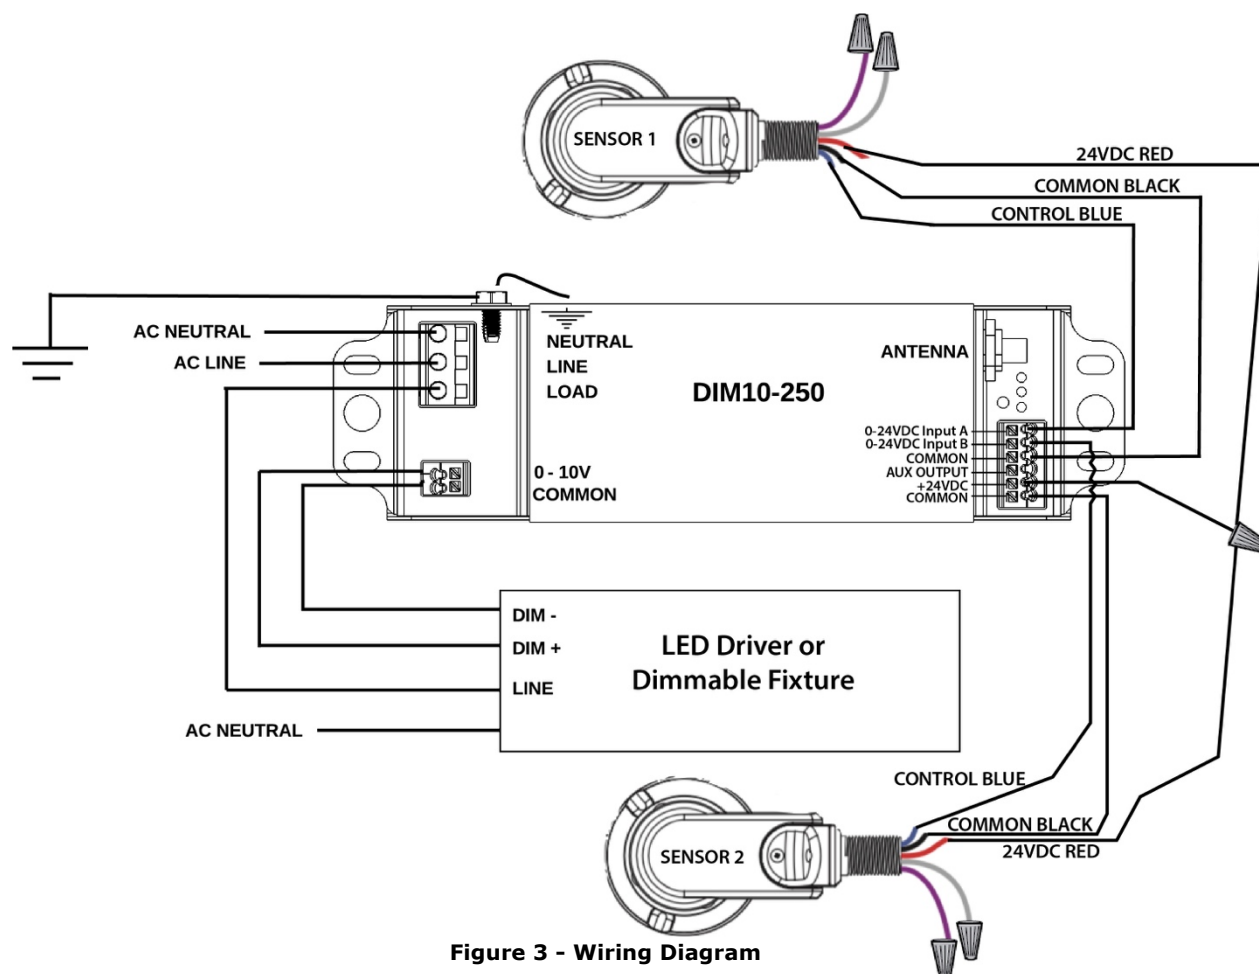 SENSOR 1
24VDC RED
COMMON BLACK
CONTROL BLUE
AC NEUTRAL
AC LINE
NEUTRAL
LINE
LOAD
DIM10-250
ANTENNA
0-24VDC Input A
0-24VDC Input B
COMMON
AUX OUTPUT
+24VDC
COMMON
0 - 10V
COMMON
DIM -
DIM +
LINE
LED Driver or
Dimmable Fixture
AC NEUTRAL
CONTROL BLUE
COMMON BLACK
24VDC RED
SENSOR 2
Figure 3 - Wiring Diagram